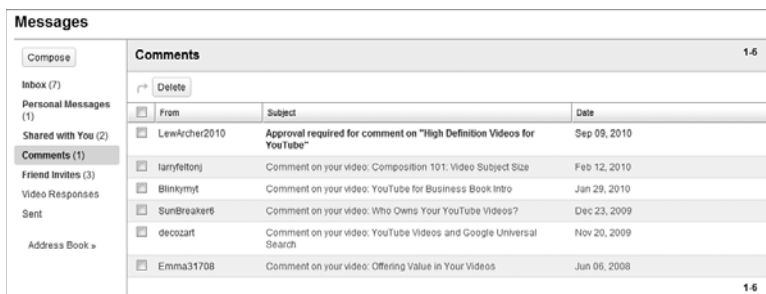 Messages
Compose
Inbox (7)
Personal Messages
(1)
Shared with You (2)
Comments (1)
Friend Invites (3)
Video Responses
Sent
Address Book »
Comments 1-6
Delete
From Subject Date
LewArcher2010 Approval required for comment on "High Definition Videos for Sep 09, 2010
YouTube"
larryfeltonj Comment on your video: Composition 101: Video Subject Size Feb 12, 2010
Blinkymyt Comment on your video: YouTube for Business Book Intro Jan 29, 2010
SunBreaker6 Comment on your video: Who Owns Your YouTube Videos? Dec 23, 2009
decozart Comment on your video: YouTube Videos and Google Universal Nov 20, 2009
Search
Emma31708 Comment on your video: Offering Value in Your Videos Jun 06, 2008
1-6